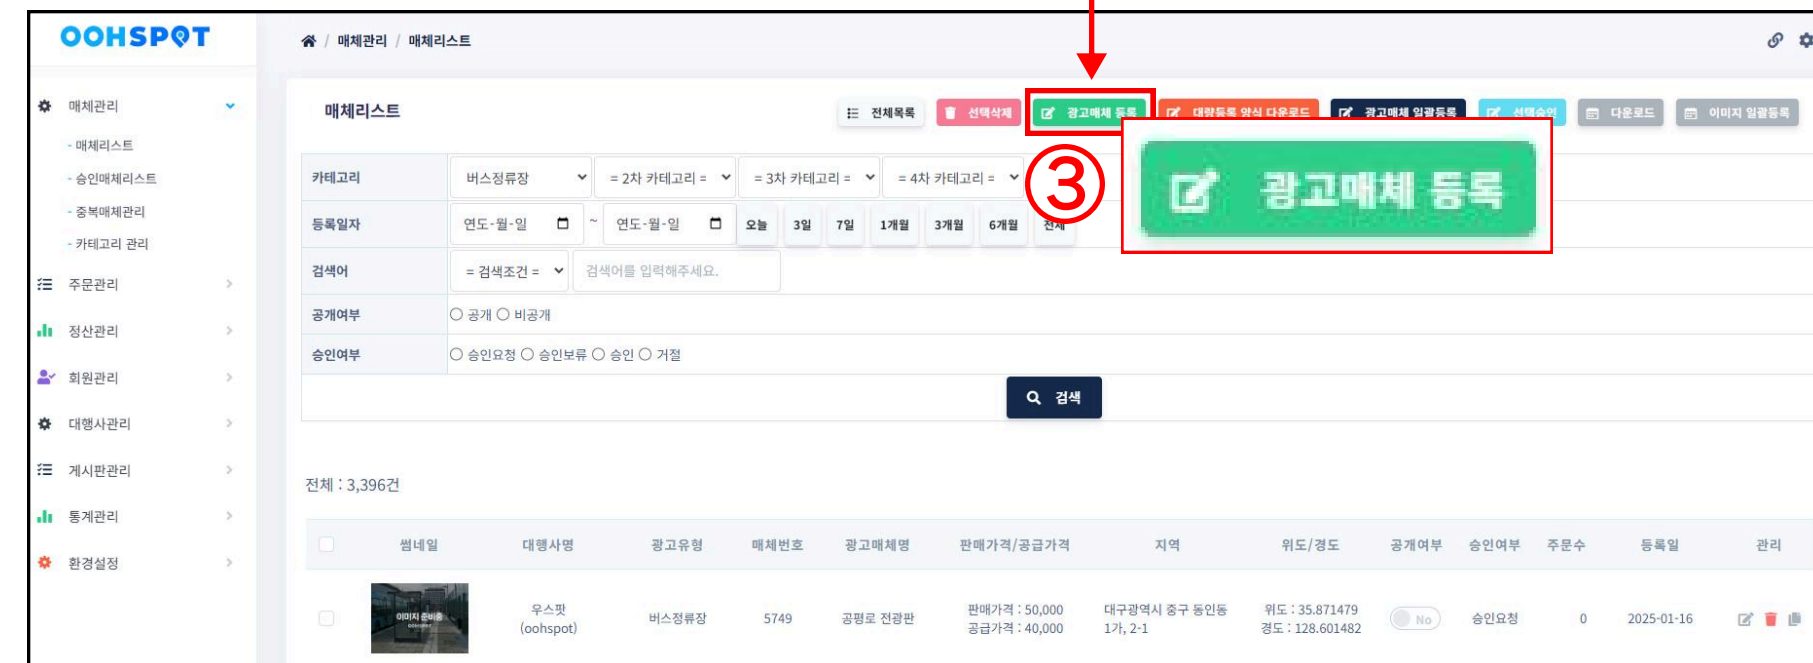 OOHSPOT
/ 매체관리 / 매체리스트
매체관리
- 매체리스트
- 승인매체리스트
- 중복매체관리
- 카테고리 관리
주문관리
정산관리
회원관리
대행사관리
게시판관리
통계관리
환경설정
매체리스트
전체목록 선택삭제 광고매체 등록 대량등록 양식 다운로드 광고매체 일괄등록 선택승인 다운로드 이미지 일괄등록
③ 광고매체 등록
카테고리 버스정류장 = 2차 카테고리 = = 3차 카테고리 = = 4차 카테고리 =
등록일자 연도-월-일 ~ 연도-월-일 오늘 3일 7일 1개월 3개월 6개월 전체
검색어 = 검색조건 = 검색어를 입력해주세요.
공개여부 공개 비공개
승인여부 승인요청 승인보류 승인 거절
검색
전체 : 3,396건
썸네일 대행사명 광고유형 매체번호 광고매체명 판매가격/공급가격 지역 위도/경도 공개여부 승인여부 주문수 등록일 관리
이미지 준비중
OOHSPOT
우스팟
(oohspot)
버스정류장 5749 공평로 전광판
판매가격 : 50,000
공급가격 : 40,000
대구광역시 중구 동인동
1가, 2-1
위도 : 35.871479
경도 : 128.601482
No 승인요청 0 2025-01-16